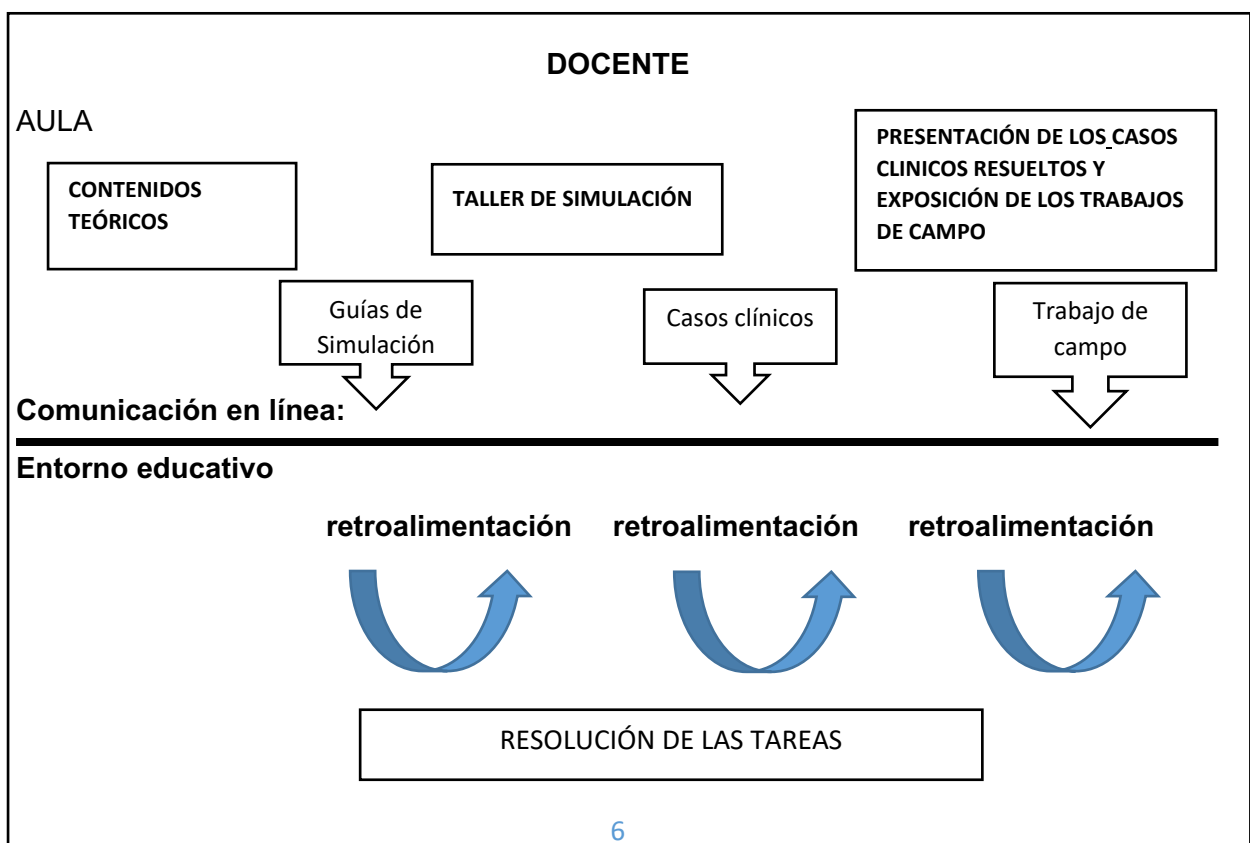 DOCENTE
AULA
CONTENIDOS
TEÓRICOS
TALLER DE SIMULACIÓN
PRESENTACIÓN DE LOS CASOS
CLINICOS RESUELTOS Y
EXPOSICIÓN DE LOS TRABAJOS
DE CAMPO
Guías de
Simulación
Casos clínicos
Trabajo de
campo
Comunicación en línea:
Entorno educativo
retroalimentación
retroalimentación
retroalimentación
RESOLUCIÓN DE LAS TAREAS
6